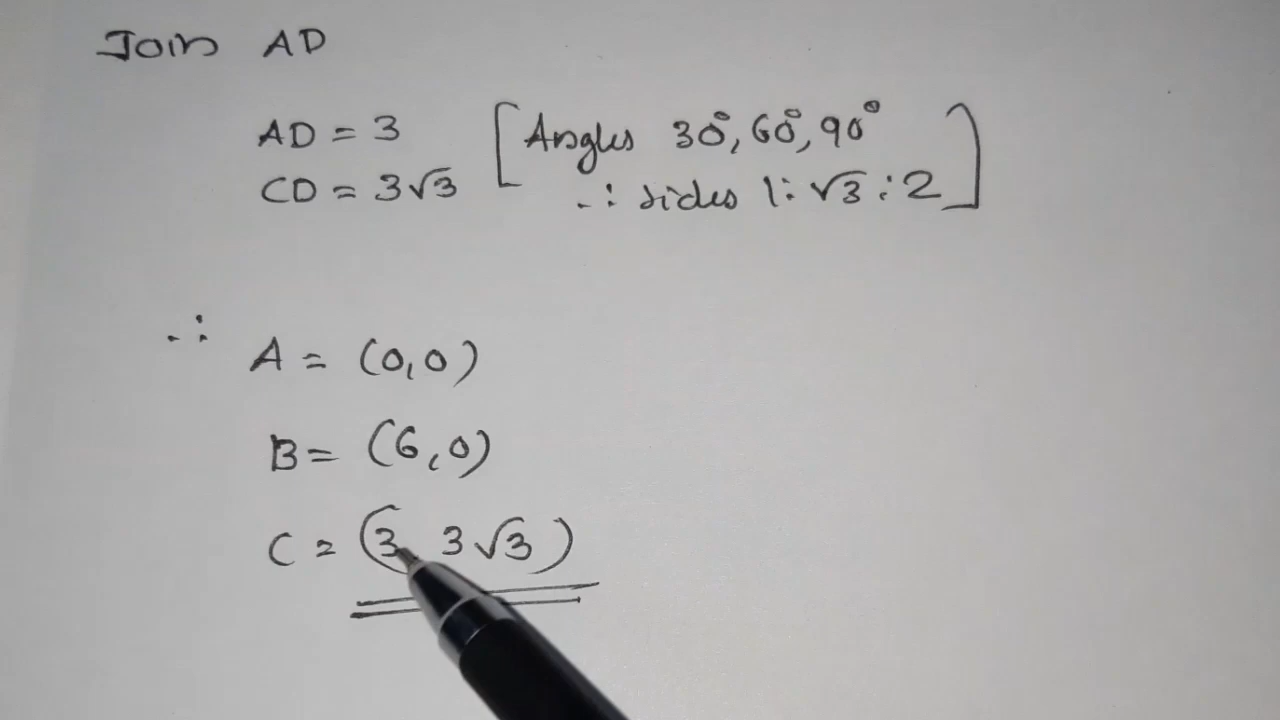 Join AD
AD = 3 [Angles 30°, 60°, 90°
CD = 3√3 ∴ sides 1:√3:2]
∴ A = (0,0)
B = (6,0)
C = (3, 3√3)